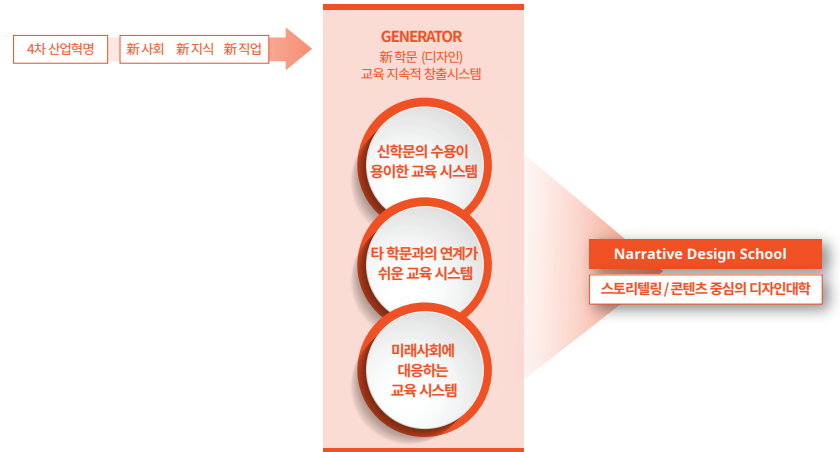 4차 산업혁명
新 사회 新 지식 新 직업
GENERATOR
新 학문 (디자인)
교육 지속적 창출시스템
신학문의 수용이
용이한 교육 시스템
타 학문과의 연계가
쉬운 교육 시스템
미래사회에
대응하는
교육 시스템
Narrative Design School
스토리텔링 / 콘텐츠 중심의 디자인대학